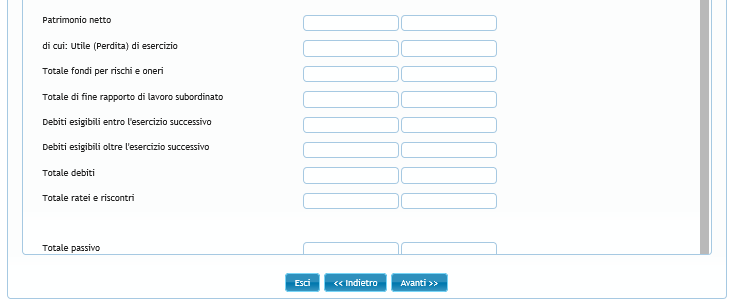 Patrimonio netto
di cui: Utile (Perdita) di esercizio
Totale fondi per rischi e oneri
Totale di fine rapporto di lavoro subordinato
Debiti esigibili entro l'esercizio successivo
Debiti esigibili oltre l'esercizio successivo
Totale debiti
Totale ratei e riscontri
Totale passivo
Esci << Indietro Avanti >>